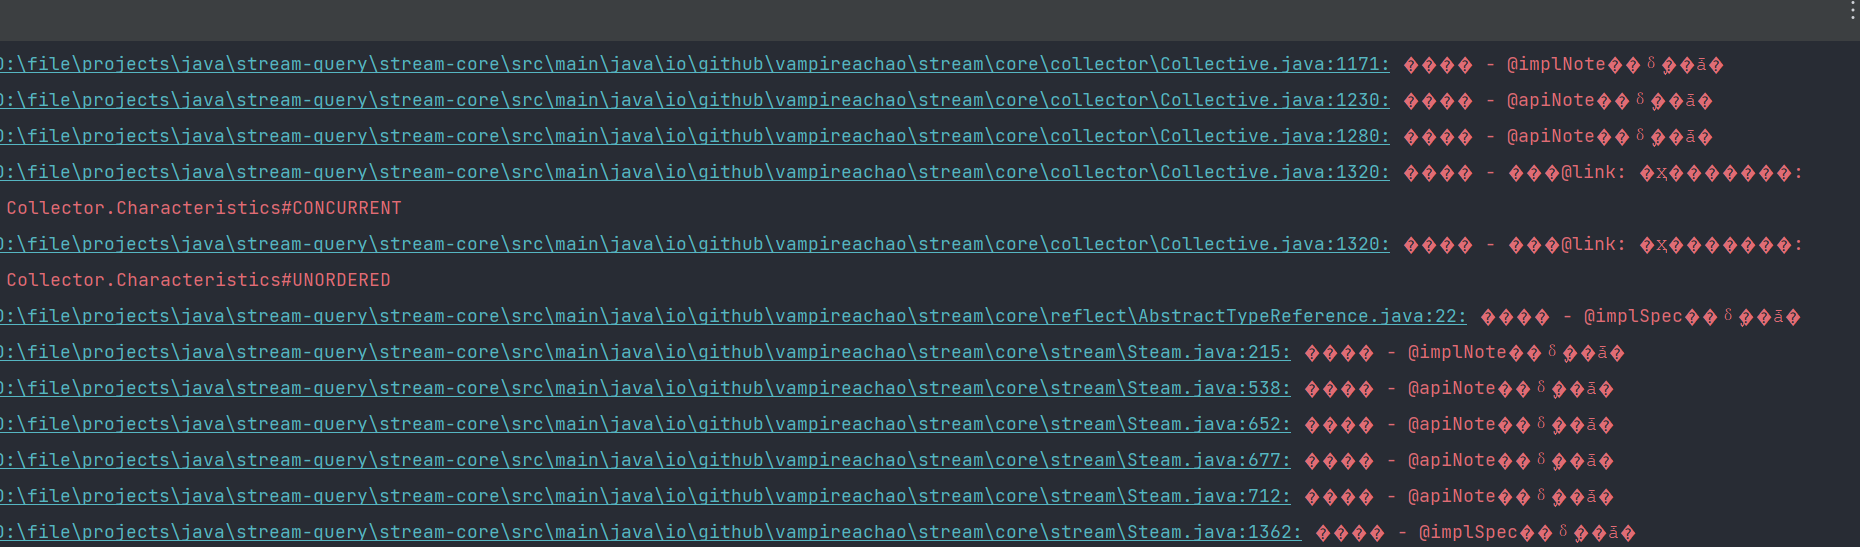 D:\file\projects\java\stream-query\stream-core\src\main\java\io\github\vampireachao\stream\core\collector\Collective.java:1171: ���� - @implNote��δ֪��ǩ�
D:\file\projects\java\stream-query\stream-core\src\main\java\io\github\vampireachao\stream\core\collector\Collective.java:1230: ���� - @apiNote��δ֪��ǩ�
D:\file\projects\java\stream-query\stream-core\src\main\java\io\github\vampireachao\stream\core\collector\Collective.java:1280: ���� - @apiNote��δ֪��ǩ�
D:\file\projects\java\stream-query\stream-core\src\main\java\io\github\vampireachao\stream\core\collector\Collective.java:1320: ���� - ���@link: �Ҳ�������:
Collector.Characteristics#CONCURRENT
D:\file\projects\java\stream-query\stream-core\src\main\java\io\github\vampireachao\stream\core\collector\Collective.java:1320: ���� - ���@link: �Ҳ�������:
Collector.Characteristics#UNORDERED
D:\file\projects\java\stream-query\stream-core\src\main\java\io\github\vampireachao\stream\core\reflect\AbstractTypeReference.java:22: ���� - @implSpec��δ֪��ǩ�
D:\file\projects\java\stream-query\stream-core\src\main\java\io\github\vampireachao\stream\core\stream\Steam.java:215: ���� - @implNote��δ֪��ǩ�
D:\file\projects\java\stream-query\stream-core\src\main\java\io\github\vampireachao\stream\core\stream\Steam.java:538: ���� - @apiNote��δ֪��ǩ�
D:\file\projects\java\stream-query\stream-core\src\main\java\io\github\vampireachao\stream\core\stream\Steam.java:652: ���� - @apiNote��δ֪��ǩ�
D:\file\projects\java\stream-query\stream-core\src\main\java\io\github\vampireachao\stream\core\stream\Steam.java:677: ���� - @apiNote��δ֪��ǩ�
D:\file\projects\java\stream-query\stream-core\src\main\java\io\github\vampireachao\stream\core\stream\Steam.java:712: ���� - @apiNote��δ֪��ǩ�
D:\file\projects\java\stream-query\stream-core\src\main\java\io\github\vampireachao\stream\core\stream\Steam.java:1362: ���� - @implSpec��δ֪��ǩ�